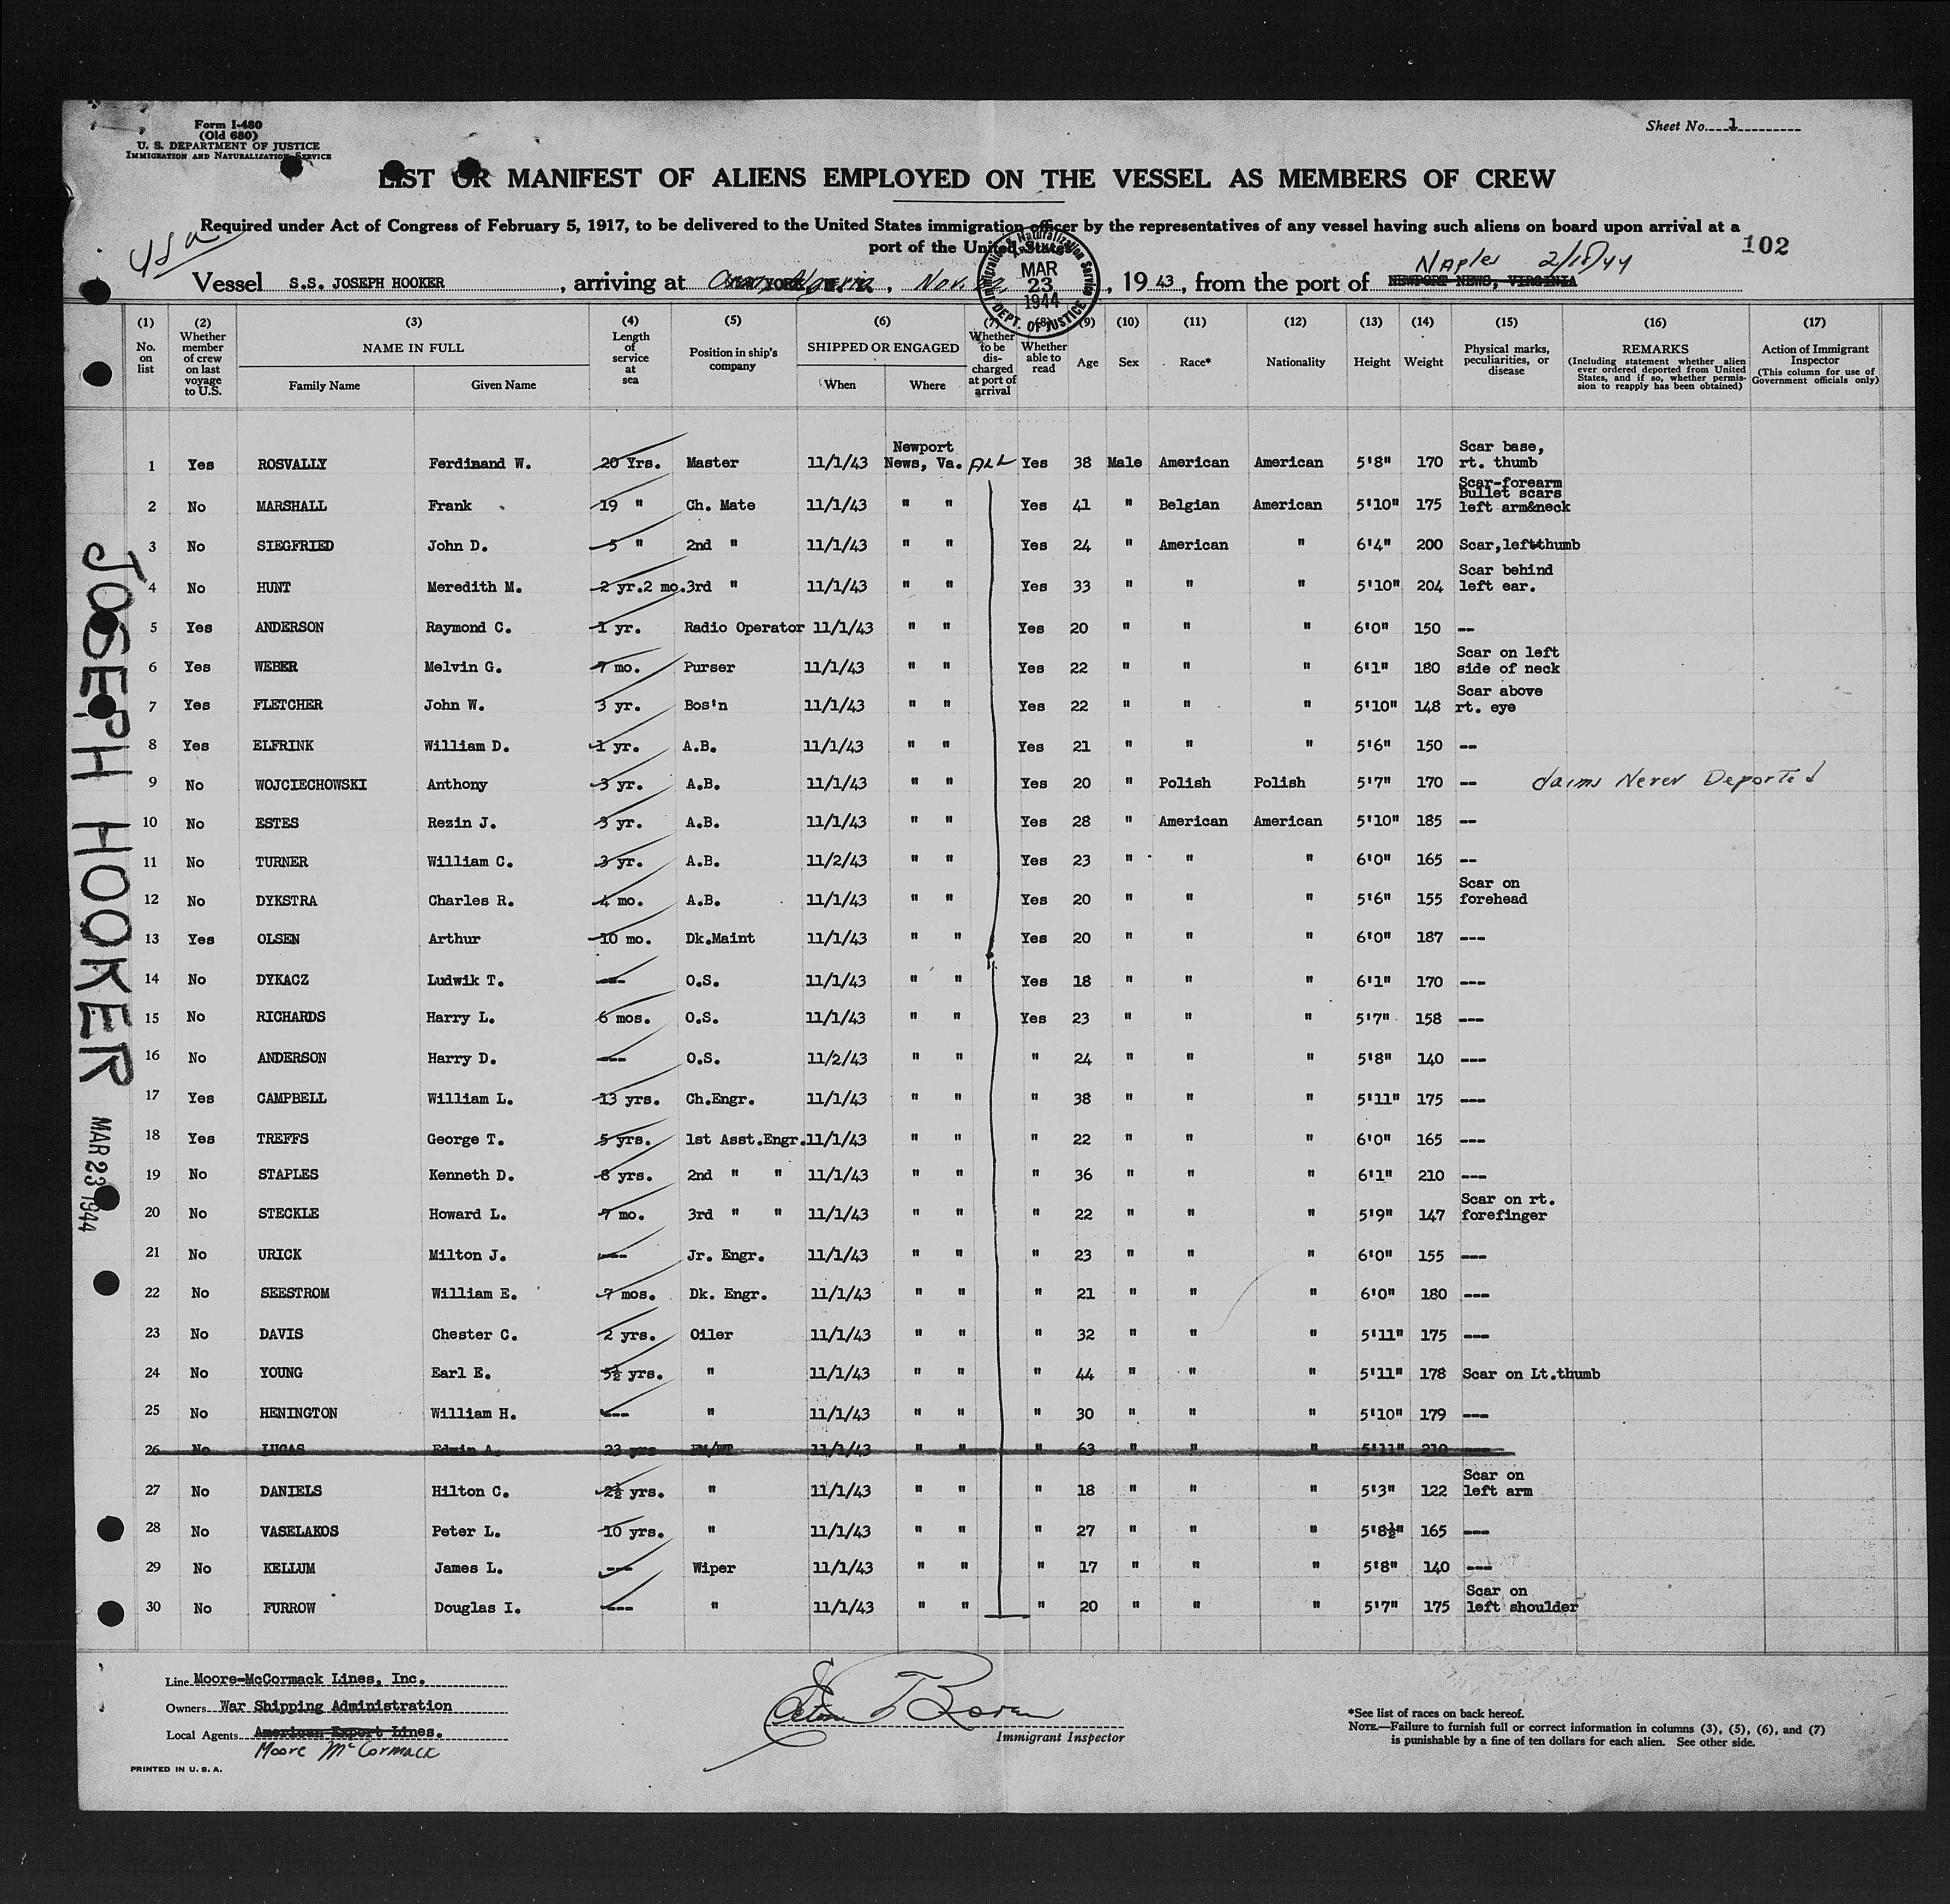 Form I-480
(Old 680)
U. S. DEPARTMENT OF JUSTICE
IMMIGRATION AND NATURALIZATION SERVICE
Sheet No. 1
LIST OR MANIFEST OF ALIENS EMPLOYED ON THE VESSEL AS MEMBERS OF CREW
Required under Act of Congress of February 5, 1917, to be delivered to the United States immigration officer by the representatives of any vessel having such aliens on board upon arrival at a
port of the United States
102
USA
Immigration & Naturalization Service
MAR
23
1944
DEPT. OF JUSTICE
Naples 2/18/44
Vessel S.S. JOSEPH HOOKER, arriving at Oran Algeria, Nov., 19 43, from the port of NEWPORT NEWS, VIRGINIA
(1) No. on list (2) Whether member of crew on last voyage to U.S. (3) NAME IN FULL Family Name Given Name (4) Length of service at sea (5) Position in ship's company (6) SHIPPED OR ENGAGED When Where (7) Whether to be discharged at port of arrival (8) Whether able to read (9) Age (10) Sex (11) Race* (12) Nationality (13) Height (14) Weight (15) Physical marks, peculiarities, or disease (16) REMARKS (Including statement whether alien ever ordered deported from United States, and if so, whether permission to reapply has been obtained) (17) Action of Immigrant Inspector (This column for use of Government officials only)
1 Yes ROSVALLY Ferdinand W. 20 Yrs. Master 11/1/43 Newport News, Va. ALL Yes 38 Male American American 5'8" 170 Scar base, rt. thumb
2 No MARSHALL Frank 19 " Ch. Mate 11/1/43 " " Yes 41 " Belgian American 5'10" 175 Scar-forearm Bullet scars left arm&neck
3 No SIEGFRIED John D. 5 " 2nd " 11/1/43 " " Yes 24 " American " 6'4" 200 Scar,left thumb
4 No HUNT Meredith M. 2 yr.2 mo. 3rd " 11/1/43 " " Yes 33 " " " 5'10" 204 Scar behind left ear.
5 Yes ANDERSON Raymond C. 1 yr. Radio Operator 11/1/43 " " Yes 20 " " " 6'0" 150 --
6 Yes WEBER Melvin G. 7 mo. Purser 11/1/43 " " Yes 22 " " " 6'1" 180 Scar on left side of neck
7 Yes FLETCHER John W. 3 yr. Bos'n 11/1/43 " " Yes 22 " " " 5'10" 148 Scar above rt. eye
8 Yes ELFRINK William D. 1 yr. A.B. 11/1/43 " " Yes 21 " " " 5'6" 150 --
9 No WOJCIECHOWSKI Anthony 3 yr. A.B. 11/1/43 " " Yes 20 " Polish Polish 5'7" 170 -- Claims Never Deported
10 No ESTES Rezin J. 3 yr. A.B. 11/1/43 " " Yes 28 " American American 5'10" 185 --
11 No TURNER William C. 3 yr. A.B. 11/2/43 " " Yes 23 " " " 6'0" 165 --
12 No DYKSTRA Charles R. 4 mo. A.B. 11/1/43 " " Yes 20 " " " 5'6" 155 Scar on forehead
13 Yes OLSEN Arthur 10 mo. Dk.Maint 11/1/43 " " Yes 20 " " " 6'0" 187 ---
14 No DYKACZ Ludwik T. --- O.S. 11/1/43 " " Yes 18 " " " 6'1" 170 ---
15 No RICHARDS Harry L. 6 mos. O.S. 11/1/43 " " Yes 23 " " " 5'7" 158 ---
16 No ANDERSON Harry D. --- O.S. 11/2/43 " " " 24 " " " 5'8" 140 ---
17 Yes CAMPBELL William L. 13 yrs. Ch.Engr. 11/1/43 " " " 38 " " " 5'11" 175 ---
18 Yes TREFFS George T. 5 yrs. 1st Asst.Engr. 11/1/43 " " " 22 " " " 6'0" 165 ---
19 No STAPLES Kenneth D. 8 yrs. 2nd " " 11/1/43 " " " 36 " " " 6'1" 210 ---
20 No STECKLE Howard L. 7 mo. 3rd " " 11/1/43 " " " 22 " " " 5'9" 147 Scar on rt. forefinger
21 No URICK Milton J. --- Jr. Engr. 11/1/43 " " " 23 " " " 6'0" 155 ---
22 No SEESTROM William E. 7 mos. Dk. Engr. 11/1/43 " " " 21 " " " 6'0" 180 ---
23 No DAVIS Chester C. 2 yrs. Oiler 11/1/43 " " " 32 " " " 5'11" 175 ---
24 No YOUNG Earl E. 5½ yrs. " 11/1/43 " " " 44 " " " 5'11" 178 Scar on Lt.thumb
25 No HENINGTON William H. --- " 11/1/43 " " " 30 " " " 5'10" 179 ---
26 No LUCAS Edwin A. 23 yrs FM/WT 11/1/43 " " " 63 " " " 5'11" 210 ---
27 No DANIELS Hilton C. 2½ yrs. " 11/1/43 " " " 18 " " " 5'3" 122 Scar on left arm
28 No VASELAKOS Peter L. 10 yrs. " 11/1/43 " " " 27 " " " 5'8½" 165 ---
29 No KELLUM James L. --- Wiper 11/1/43 " " " 17 " " " 5'8" 140 ---
30 No FURROW Douglas I. --- " 11/1/43 " " " 20 " " " 5'7" 175 Scar on left shoulder
JOSEPH HOOKER
MAR 23 1944
Line Moore-McCormack Lines, Inc.
Owners War Shipping Administration
Local Agents American Export Lines.
Moore McCormack
Immigrant Inspector
*See list of races on back hereof.
NOTE.—Failure to furnish full or correct information in columns (3), (5), (6), and (7)
is punishable by a fine of ten dollars for each alien. See other side.
PRINTED IN U. S. A.